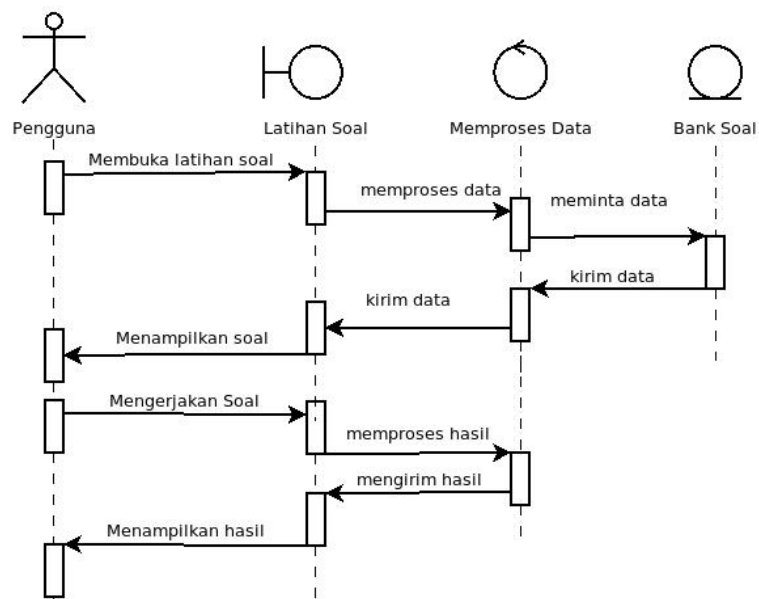 Pengguna
Latihan Soal
Memproses Data
Bank Soal
Membuka latihan soal
memproses data
meminta data
kirim data
kirim data
Menampilkan soal
Mengerjakan Soal
memproses hasil
mengirim hasil
Menampilkan hasil